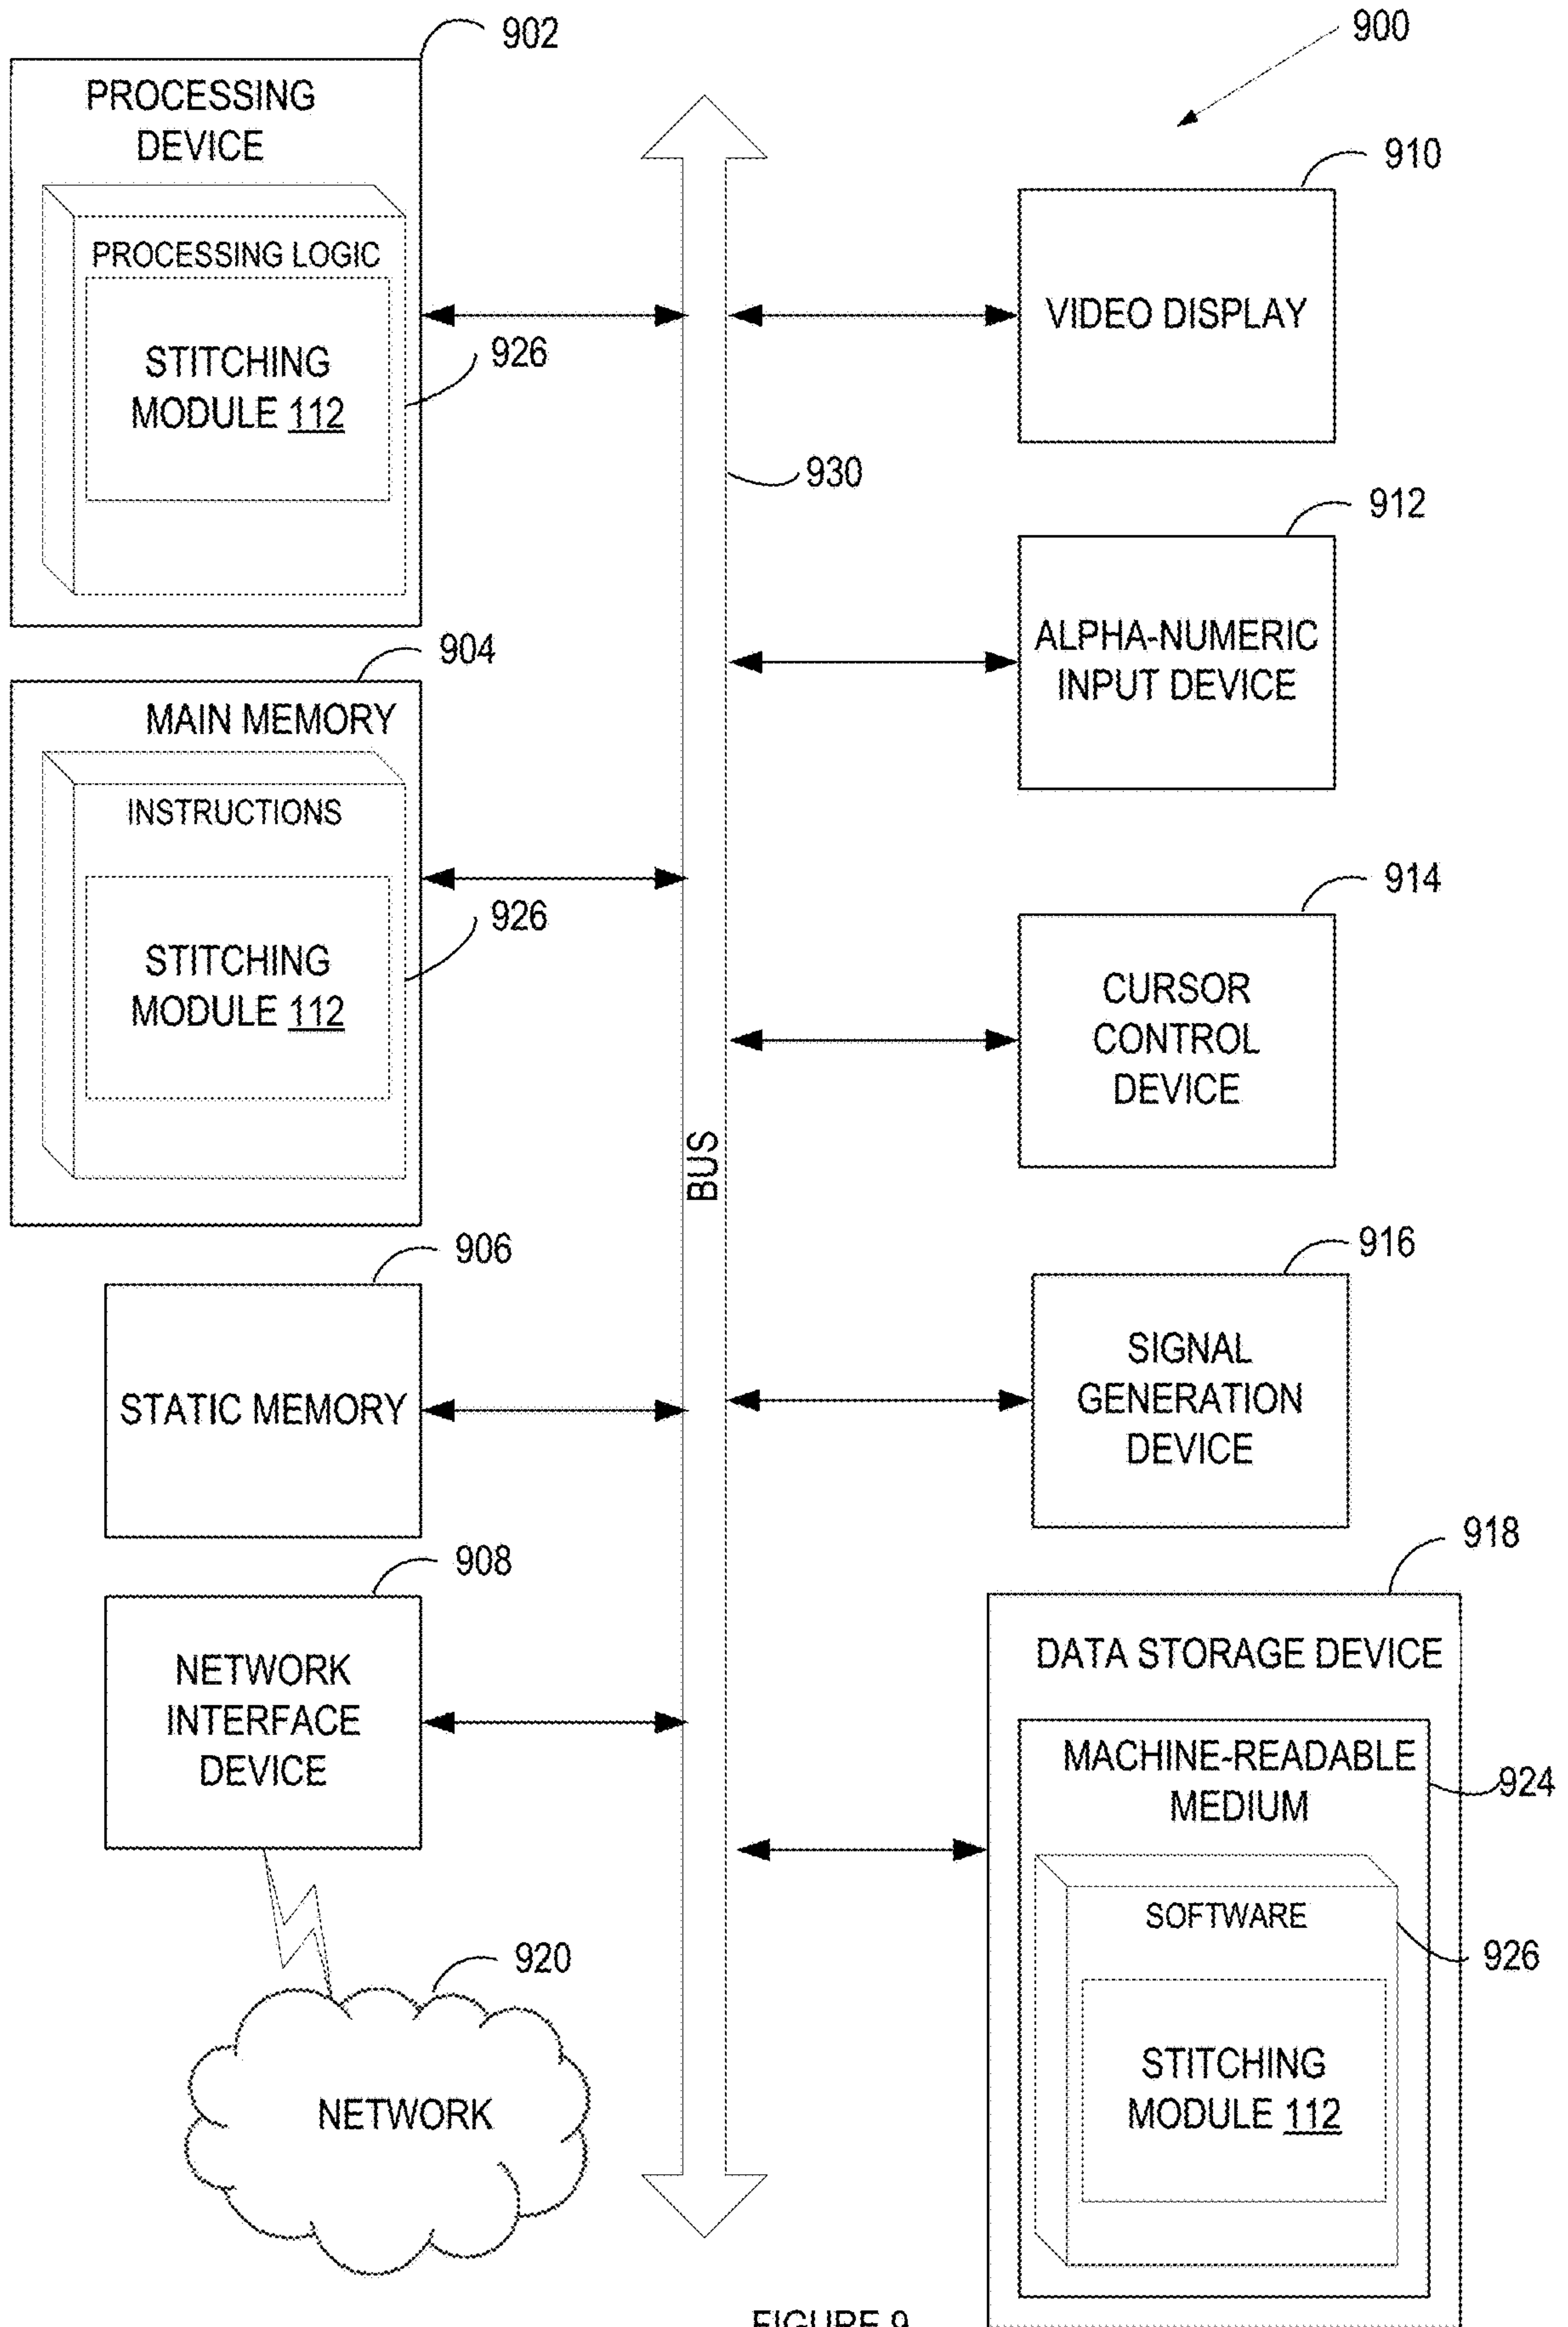 900
902
PROCESSING
DEVICE
PROCESSING LOGIC
STITCHING
MODULE 112
926
904
MAIN MEMORY
INSTRUCTIONS
STITCHING
MODULE 112
926
906
STATIC MEMORY
908
NETWORK
INTERFACE
DEVICE
920
NETWORK
BUS
930
910
VIDEO DISPLAY
912
ALPHA-NUMERIC
INPUT DEVICE
914
CURSOR
CONTROL
DEVICE
916
SIGNAL
GENERATION
DEVICE
918
DATA STORAGE DEVICE
MACHINE-READABLE
MEDIUM
924
SOFTWARE
926
STITCHING
MODULE 112
FIGURE 9